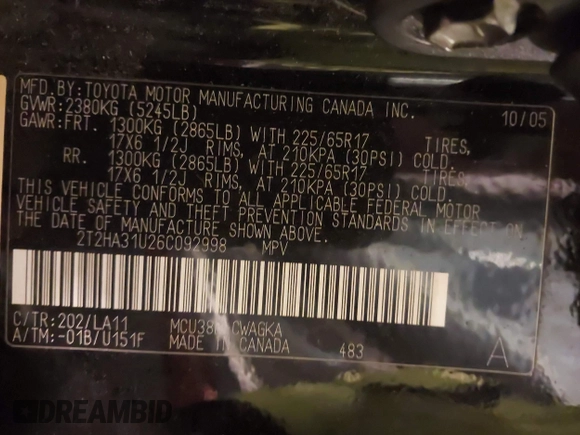 MFD.BY:TOYOTA MOTOR MANUFACTURING CANADA INC. 10/05
GVWR:2380KG (5245LB)
GAWR:FRT. 1300KG (2865LB) WITH 225/65R17 TIRES,
17X6 1/2J RIMS, AT 210KPA (30PSI) COLD.
RR. 1300KG (2865LB) WITH 225/65R17 TIRES,
17X6 1/2J RIMS, AT 210KPA (30PSI) COLD.
THIS VEHICLE CONFORMS TO ALL APPLICABLE FEDERAL MOTOR
VEHICLE SAFETY AND THEFT PREVENTION STANDARDS IN EFFECT ON
THE DATE OF MANUFACTURE SHOWN ABOVE.
2T2HA31U26C092998 MPV
C/TR:202/LA11 CWAGKA
A/TM:-01B/U151F MADE IN CANADA 483 A
DREAMBID